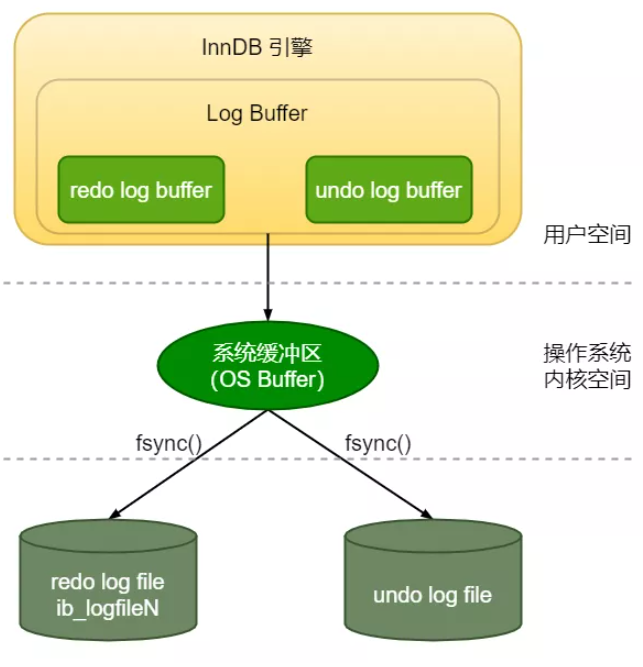 InnDB 引擎
Log Buffer
redo log buffer
undo log buffer
用户空间
系统缓冲区
(OS Buffer)
操作系统
内核空间
fsync()
fsync()
redo log file
ib_logfileN
undo log file